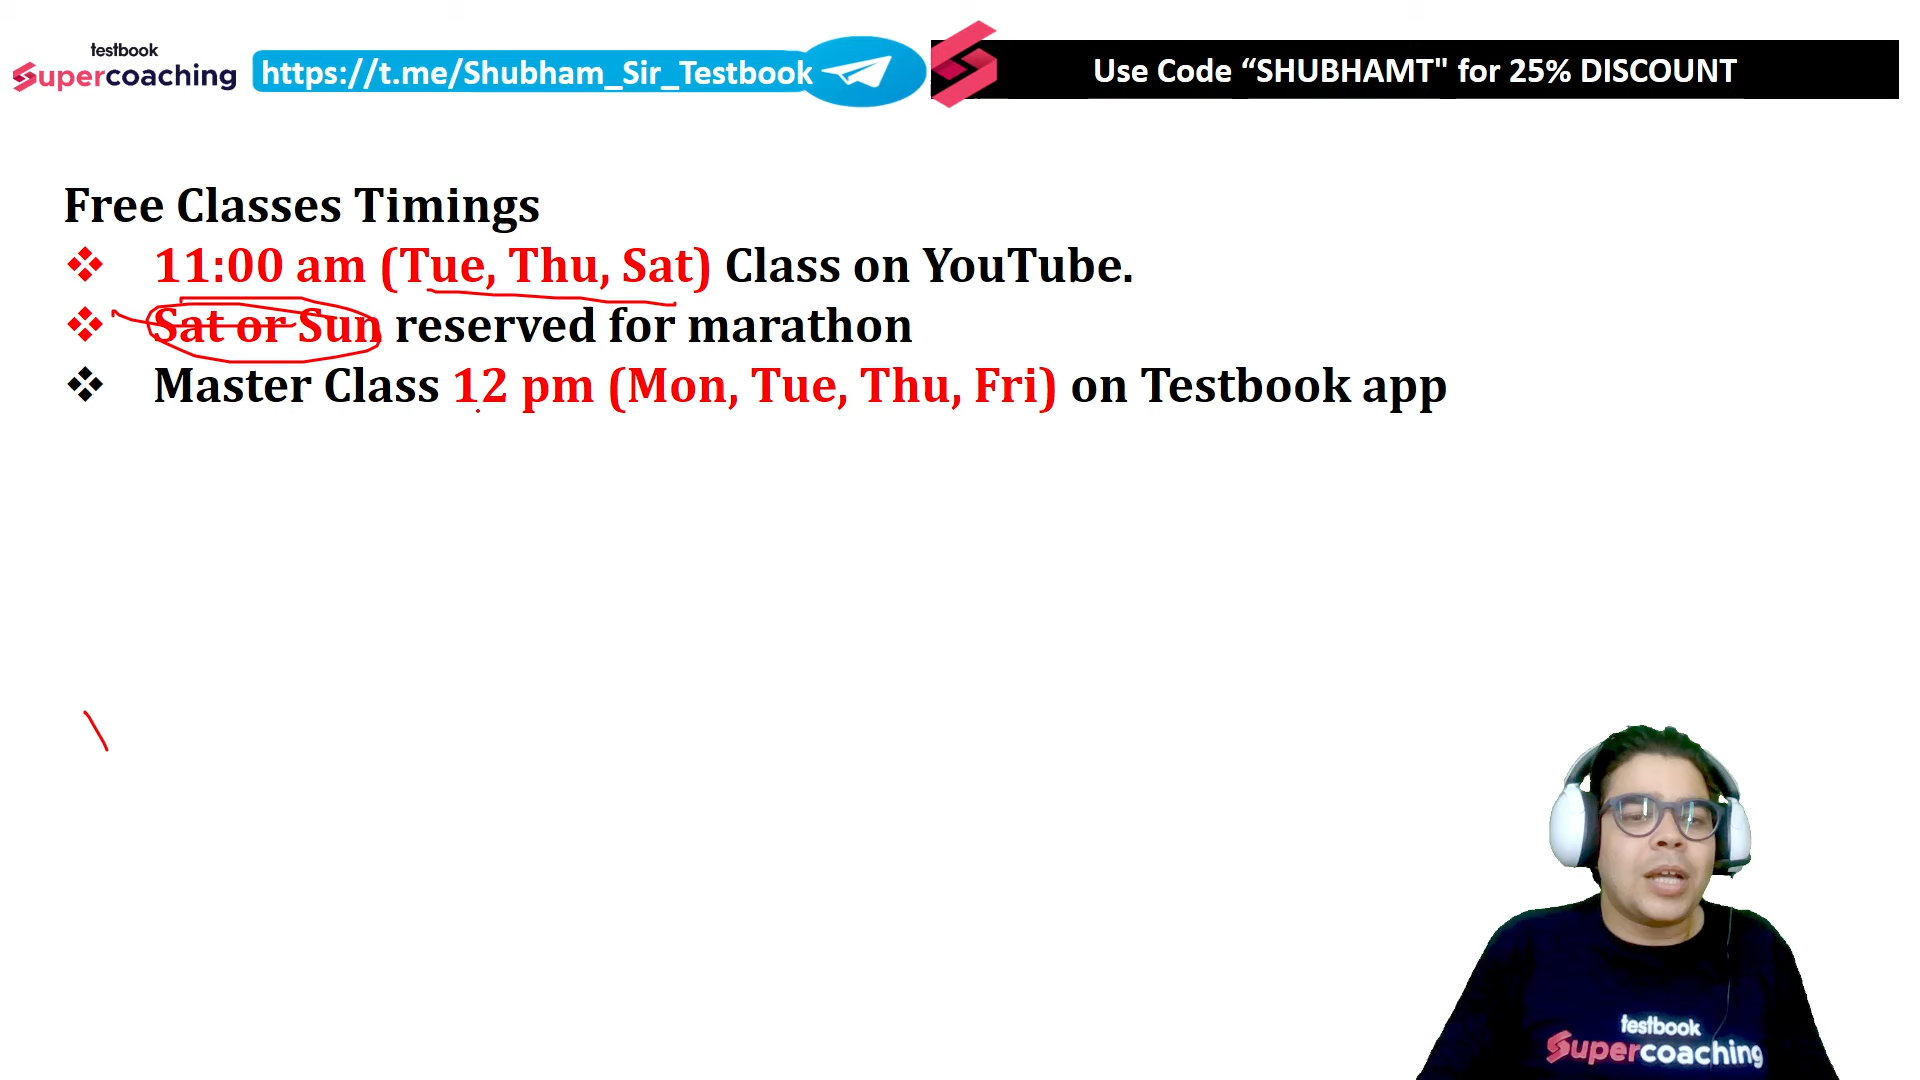 testbook
Supercoaching
https://t.me/Shubham_Sir_Testbook
Use Code “SHUBHAMT" for 25% DISCOUNT
Free Classes Timings
❖ 11:00 am (Tue, Thu, Sat) Class on YouTube.
❖ Sat or Sun reserved for marathon
❖ Master Class 12 pm (Mon, Tue, Thu, Fri) on Testbook app
testbook
Supercoaching